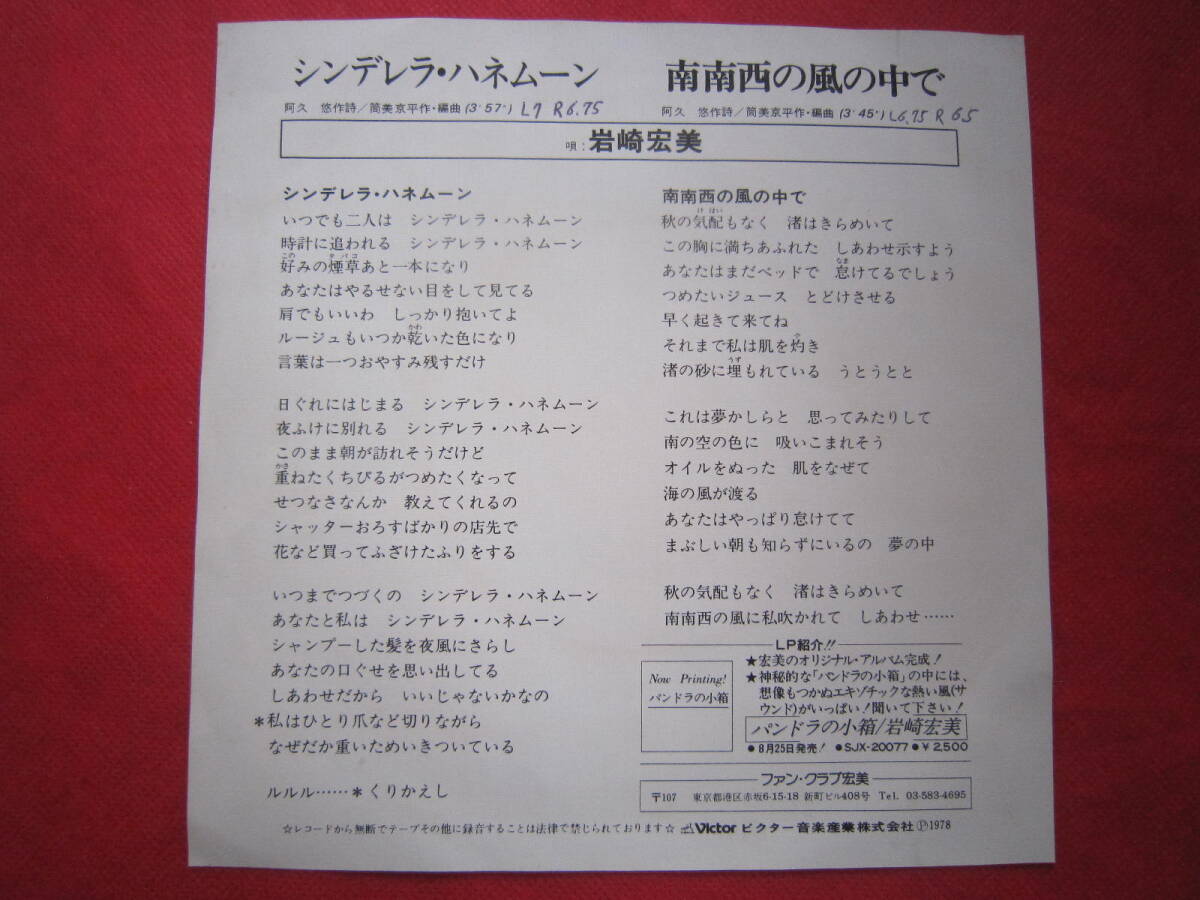 シンデレラ・ハネムーン
阿久 悠作詩/筒美京平作・編曲 (3'57") L7 R6.75
南南西の風の中で
阿久 悠作詩/筒美京平作・編曲 (3'45") L6.75 R 6.5
唄：岩崎宏美
シンデレラ・ハネムーン
いつでも二人は シンデレラ・ハネムーン
時計に追われる シンデレラ・ハネムーン
好みの煙草あと一本になり
あなたはやるせない目をして見てる
肩でもいいわ しっかり抱いてよ
ルージュもいつか乾いた色になり
言葉は一つおやすみ残すだけ
日ぐれにはじまる シンデレラ・ハネムーン
夜ふけに別れる シンデレラ・ハネムーン
このまま朝が訪れそうだけど
重ねたくちびるがつめたくなって
せつなさなんか 教えてくれるの
シャッターおろすばかりの店先で
花など買ってふざけたふりをする
いつまでつづくの シンデレラ・ハネムーン
あなたと私は シンデレラ・ハネムーン
シャンプーした髪を夜風にさらし
あなたの口ぐせを思い出してる
しあわせだから いいじゃないかなの
＊私はひとり爪など切りながら
なぜだか重いためいきついている
ルルル……＊くりかえし
南南西の風の中で
秋の気配もなく 渚はきらめいて
この胸に満ちあふれた しあわせ示すよう
あなたはまだベッドで 怠けてるでしょう
つめたいジュース とどけさせる
早く起きて来てね
それまで私は肌を灼き
渚の砂に埋もれている うとうとと
これは夢かしらと 思ってみたりして
南の空の色に 吸いこまれそう
オイルをぬった 肌をなぜて
海の風が渡る
あなたはやっぱり怠けてて
まぶしい朝も知らずにいるの 夢の中
秋の気配もなく 渚はきらめいて
南南西の風に私吹かれて しあわせ……
LP紹介!!
Now Printing!
パンドラの小箱
★宏美のオリジナル・アルバム完成！
★神秘的な「パンドラの小箱」の中には、
想像もつかぬエキゾチックな熱い風(サ
ウンド)がいっぱい！聞いて下さい！
パンドラの小箱/岩崎宏美
●8月25日発売！ ●SJX-20077 ●¥2,500
ファン・クラブ宏美
〒107 東京都港区赤坂6-15-18 新町ビル408号 Tel. 03-583-4695
☆レコードから無断でテープその他に録音することは法律で禁じられております☆ Victor ビクター音楽産業株式会社 Ⓟ1978